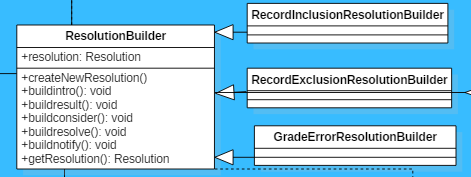 ResolutionBuilder
+resolution: Resolution
+createNewResolution()
+buildintro(): void
+buildresult(): void
+buildconsider(): void
+buildresolve(): void
+buildnotify(): void
+getResolution(): Resolution
RecordInclusionResolutionBuilder
RecordExclusionResolutionBuilder
GradeErrorResolutionBuilder